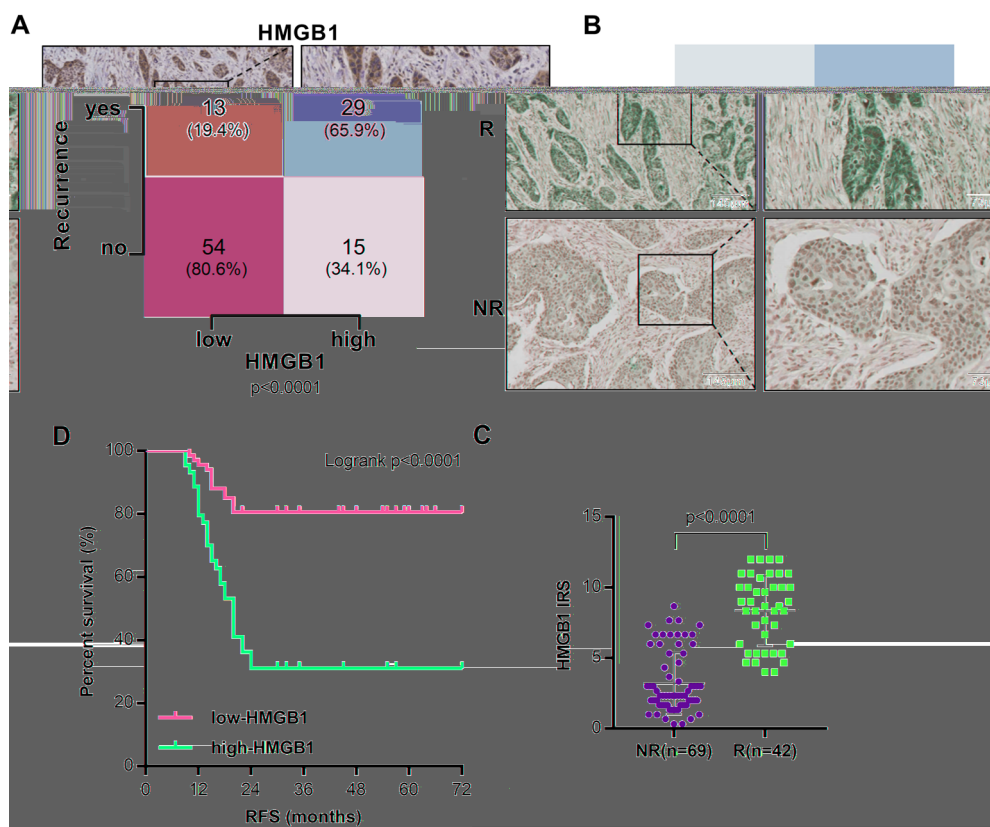 A
HMGB1
B
yes
13
(19.4%)
29
(65.9%)
R
Recurrence
no
54
(80.6%)
15
(34.1%)
NR
low
high
HMGB1
p<0.0001
D
100
80
60
40
20
0
Percent survival (%)
Logrank p<0.0001
low-HMGB1
high-HMGB1
0 12 24 36 48 60 72
RFS (months)
C
15
10
5
0
HMGB1 IRS
p<0.0001
NR(n=69) R(n=42)